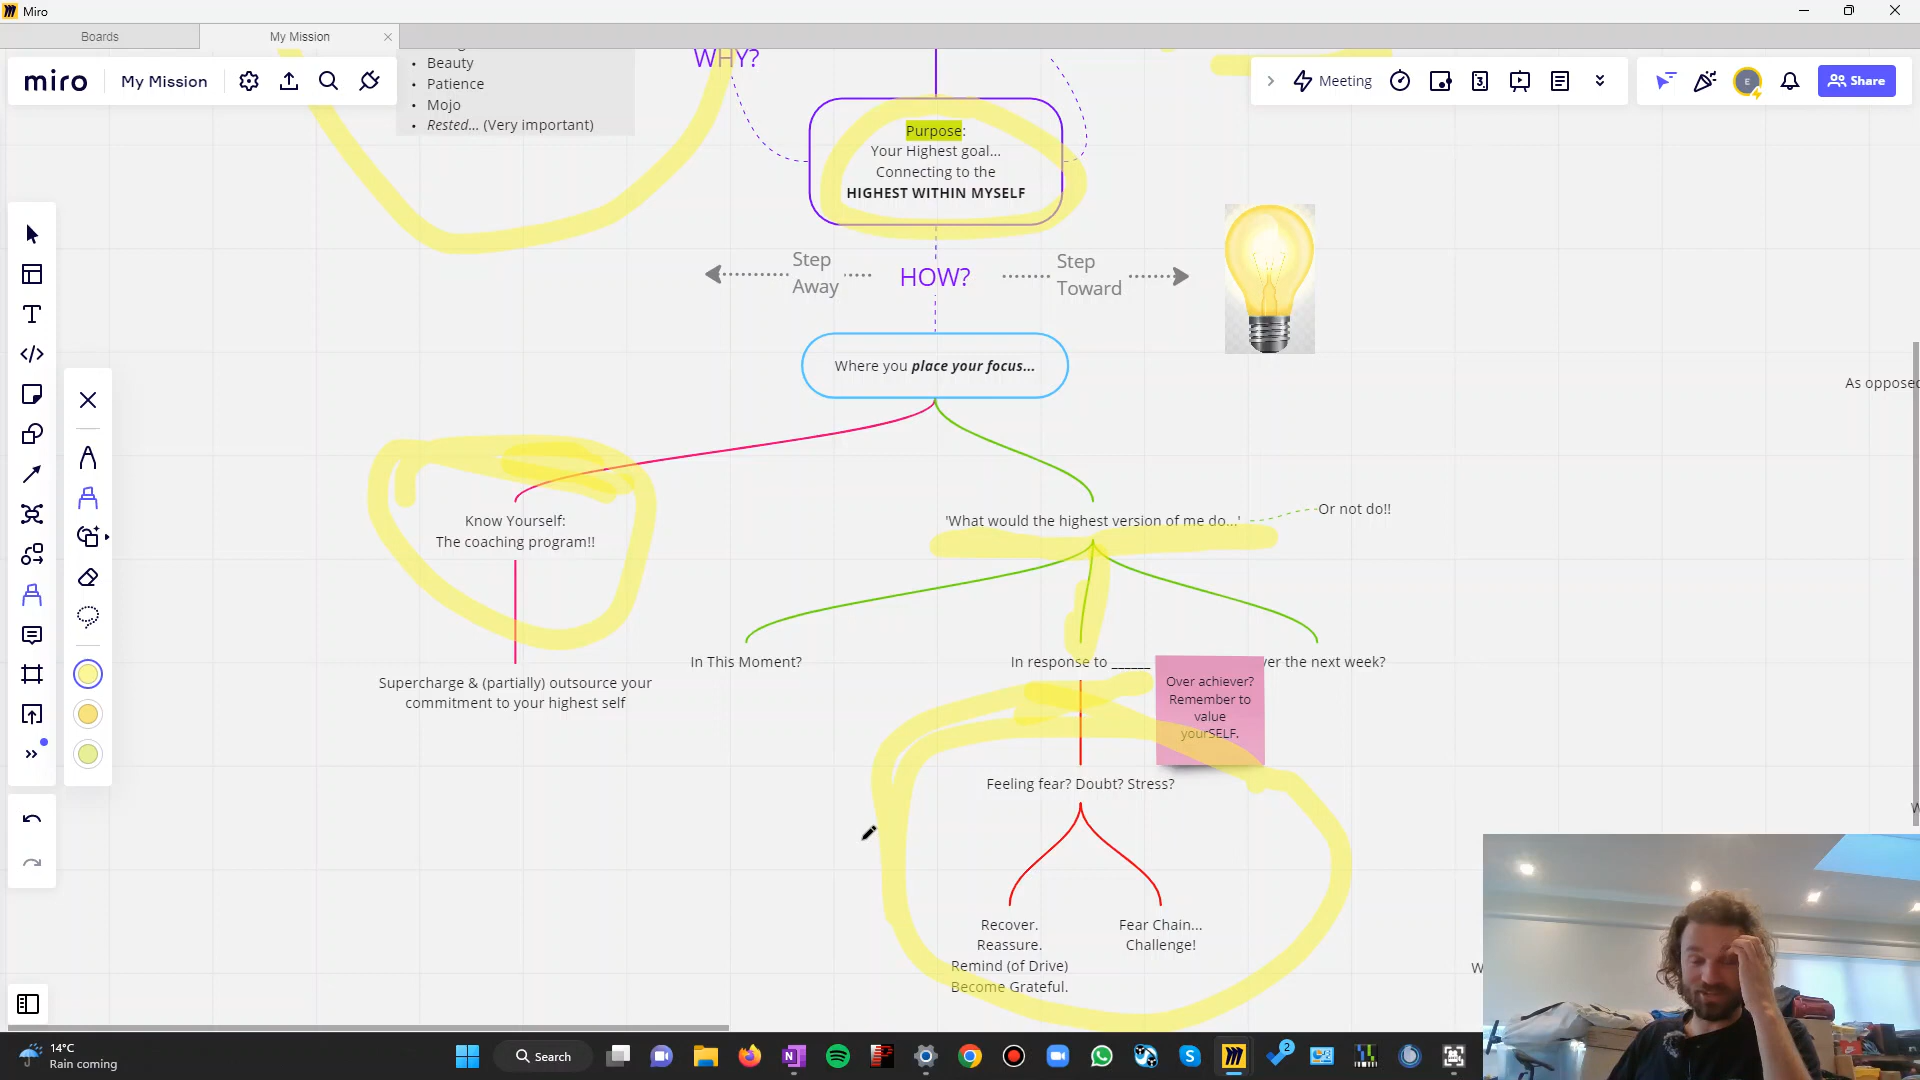 Miro
Boards
My Mission
miro
My Mission
Meeting
Share
Beauty
Patience
Mojo
Rested... (Very important)
WHY?
Purpose:
Your Highest goal...
Connecting to the
HIGHEST WITHIN MYSELF
Step
Away
HOW?
Step
Toward
Where you place your focus...
As opposed
Know Yourself:
The coaching program!!
'What would the highest version of me do...'
Or not do!!
In This Moment?
In response to ______
ver the next week?
Supercharge & (partially) outsource your
commitment to your highest self
Over achiever?
Remember to
value
yourSELF.
Feeling fear? Doubt? Stress?
Recover.
Reassure.
Remind (of Drive)
Become Grateful.
Fear Chain...
Challenge!
14°C
Rain coming
Search
2